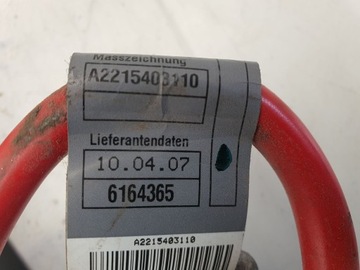 Masszeichnung
A2215403110
Lieferantendaten
10.04.07
6164365
A2215403110